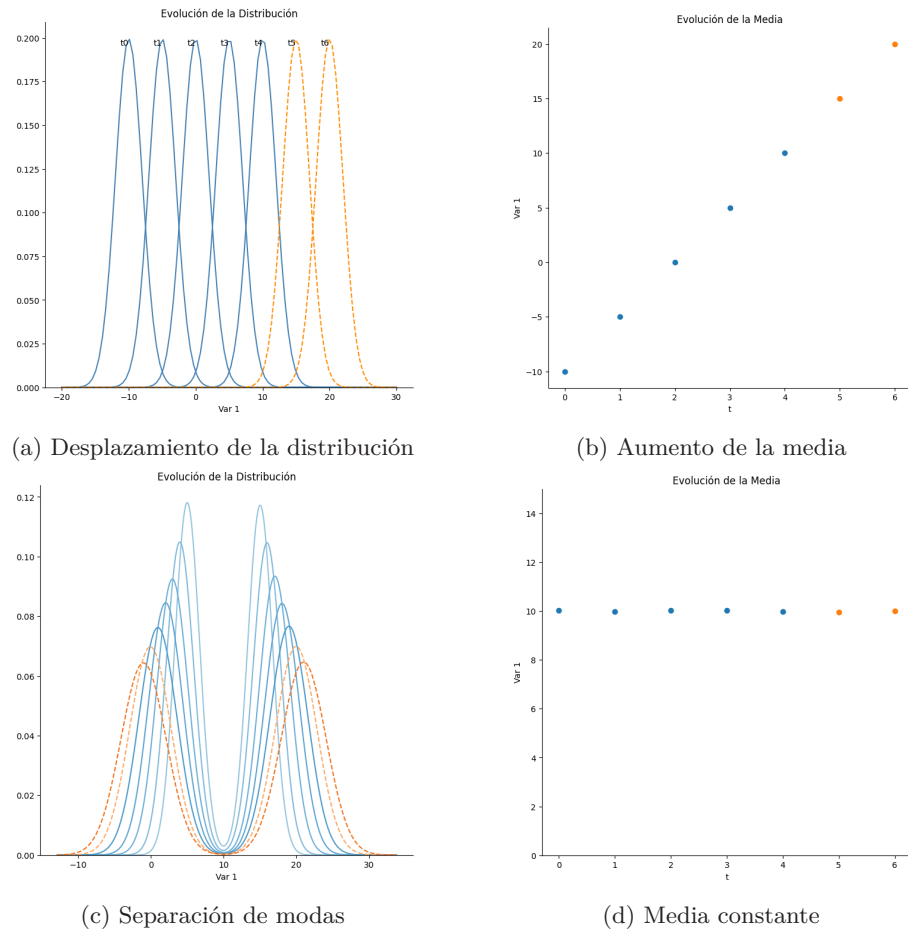 Evolución de la Distribución
t0 t1 t2 t3 t4 t5 t6
0.200
0.175
0.150
0.125
0.100
0.075
0.050
0.025
0.000
−20 −10 0 10 20 30
Var 1
Evolución de la Media
20
15
10
5
0
−5
−10
Var 1
0 1 2 3 4 5 6
t
(a) Desplazamiento de la distribución
(b) Aumento de la media
Evolución de la Distribución
0.12
0.10
0.08
0.06
0.04
0.02
0.00
−10 0 10 20 30
Var 1
Evolución de la Media
14
12
10
8
6
4
2
0
Var 1
0 1 2 3 4 5 6
t
(c) Separación de modas
(d) Media constante